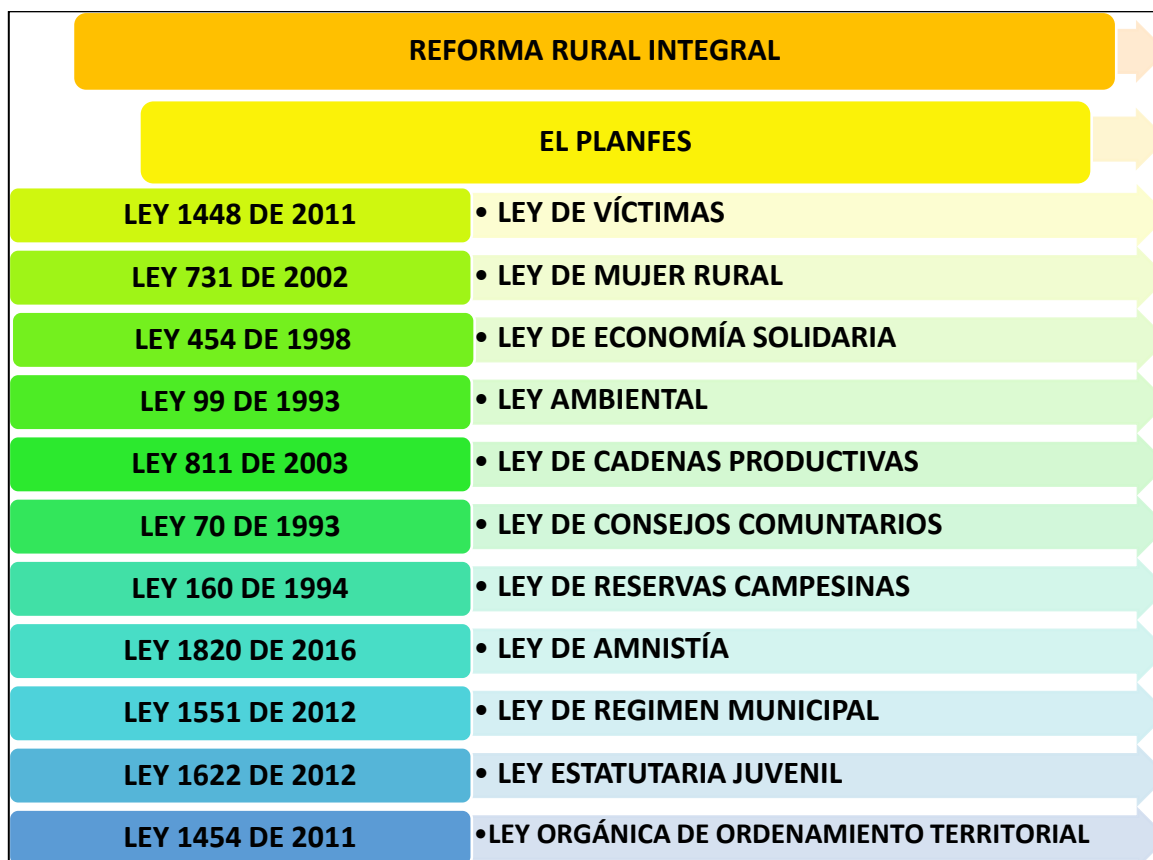 REFORMA RURAL INTEGRAL
EL PLANFES
LEY 1448 DE 2011 • LEY DE VÍCTIMAS
LEY 731 DE 2002 • LEY DE MUJER RURAL
LEY 454 DE 1998 • LEY DE ECONOMÍA SOLIDARIA
LEY 99 DE 1993 • LEY AMBIENTAL
LEY 811 DE 2003 • LEY DE CADENAS PRODUCTIVAS
LEY 70 DE 1993 • LEY DE CONSEJOS COMUNTARIOS
LEY 160 DE 1994 • LEY DE RESERVAS CAMPESINAS
LEY 1820 DE 2016 • LEY DE AMNISTÍA
LEY 1551 DE 2012 • LEY DE REGIMEN MUNICIPAL
LEY 1622 DE 2012 • LEY ESTATUTARIA JUVENIL
LEY 1454 DE 2011 •LEY ORGÁNICA DE ORDENAMIENTO TERRITORIAL